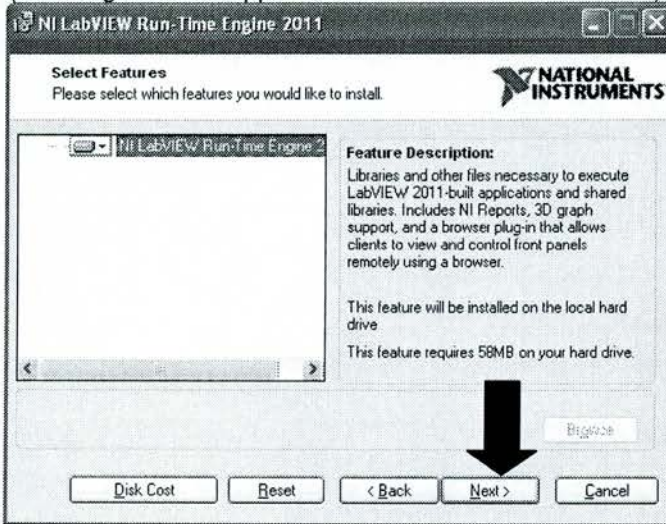 NI LabVIEW Run-Time Engine 2011
Select Features
Please select which features you would like to install.
NATIONAL
INSTRUMENTS
NI LabVIEW Run-Time Engine 2
Feature Description:
Libraries and other files necessary to execute
LabVIEW 2011-built applications and shared
libraries. Includes NI Reports, 3D graph
support, and a browser plug-in that allows
clients to view and control front panels
remotely using a browser.
This feature will be installed on the local hard
drive
This feature requires 58MB on your hard drive.
Browse
Disk Cost
Reset
< Back
Next >
Cancel